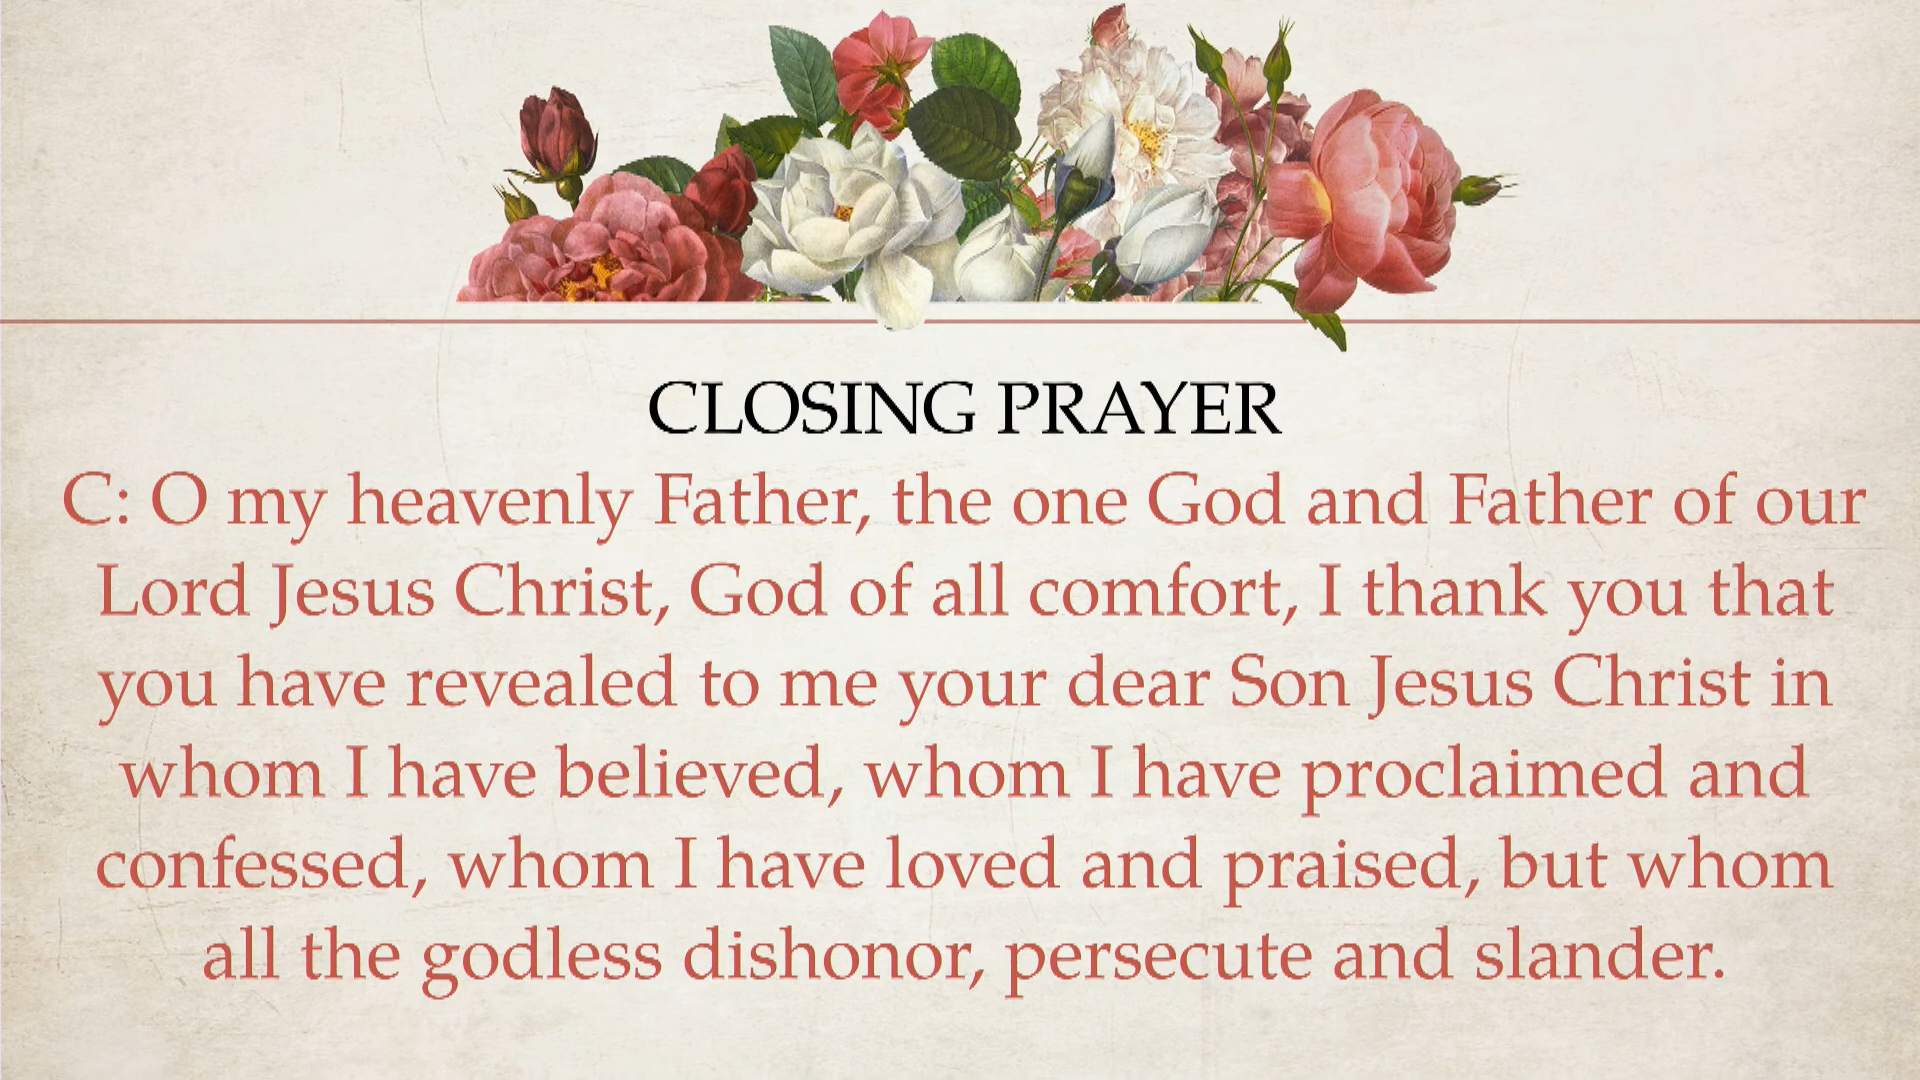 CLOSING PRAYER
C: O my heavenly Father, the one God and Father of our
Lord Jesus Christ, God of all comfort, I thank you that
you have revealed to me your dear Son Jesus Christ in
whom I have believed, whom I have proclaimed and
confessed, whom I have loved and praised, but whom
all the godless dishonor, persecute and slander.